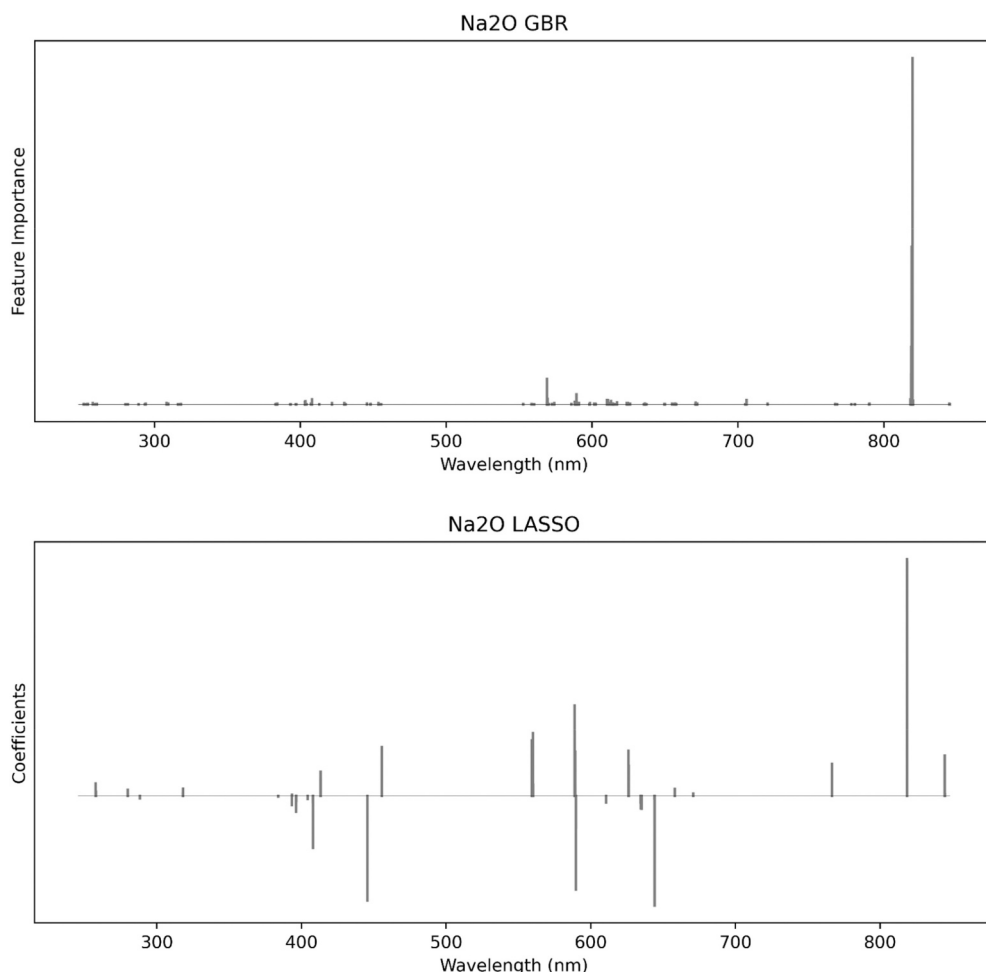 Na2O GBR
Feature Importance
300 400 500 600 700 800
Wavelength (nm)
Na2O LASSO
Coefficients
300 400 500 600 700 800
Wavelength (nm)